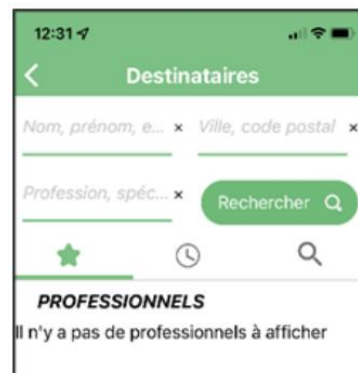 12:31
Destinataires
Nom, prénom, e... × Ville, code postal ×
Profession, spéc... × Rechercher
PROFESSIONNELS
Il n'y a pas de professionnels à afficher